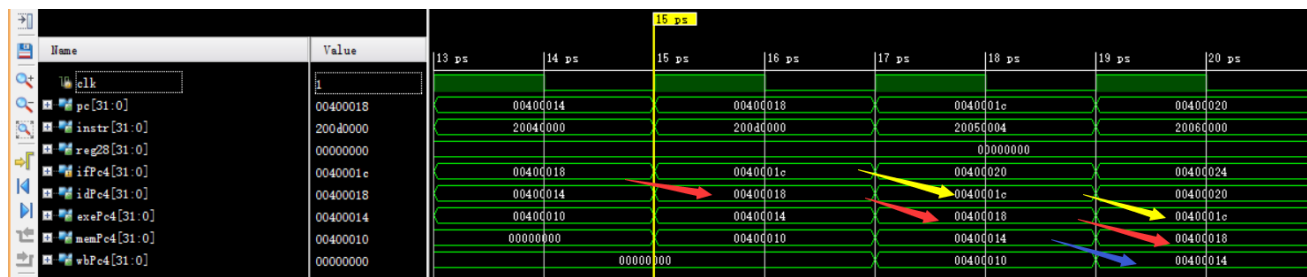 15 ps
Name Value 13 ps 14 ps 15 ps 16 ps 17 ps 18 ps 19 ps 20 ps
clk 1
pc[31:0] 00400018 00400014 00400018 0040001c 00400020
instr[31:0] 200d0000 20040000 200d0000 20050004 20060000
reg28[31:0] 00000000 00000000
ifPc4[31:0] 0040001c 00400018 0040001c 00400020 00400024
idPc4[31:0] 00400018 00400014 00400018 0040001c 00400020
exePc4[31:0] 00400014 00400010 00400014 00400018 0040001c
memPc4[31:0] 00400010 00000000 00400010 00400014 00400018
wbPc4[31:0] 00000000 00000000 00400010 00400014